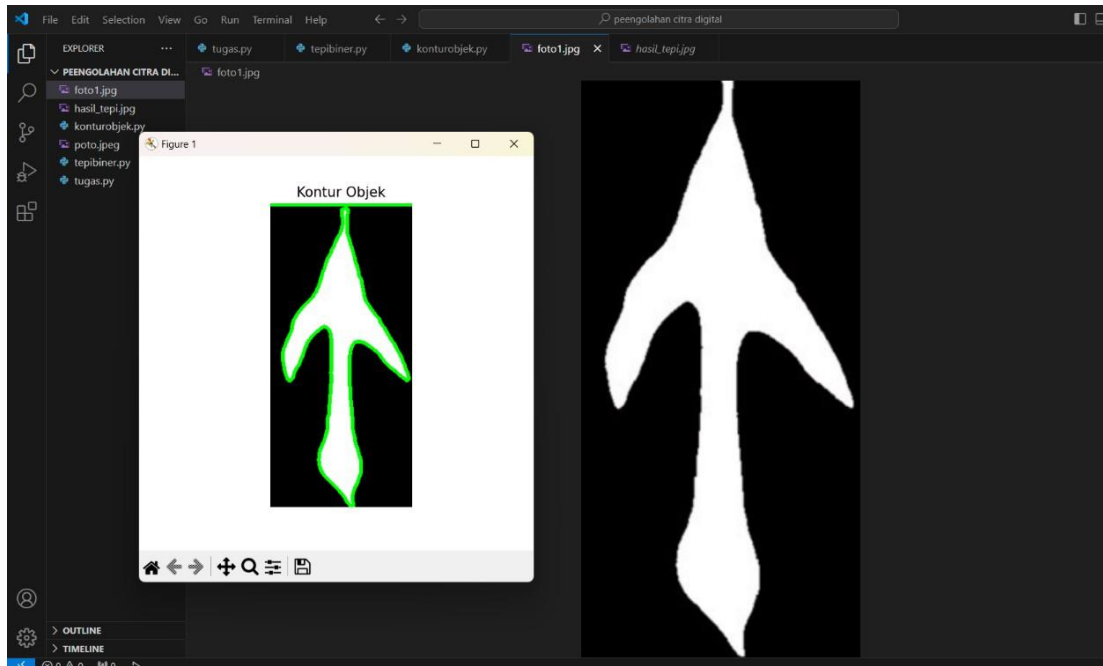 File Edit Selection View Go Run Terminal Help
peengolahan citra digital
EXPLORER
tugas.py
tepibiner.py
konturobjek.py
foto1.jpg
hasil_tepi.jpg
PEENGOLAHAN CITRA DI...
foto1.jpg
foto1.jpg
hasil_tepi.jpg
konturobjek.py
poto.jpeg
tepibiner.py
tugas.py
Figure 1
Kontur Objek
OUTLINE
TIMELINE